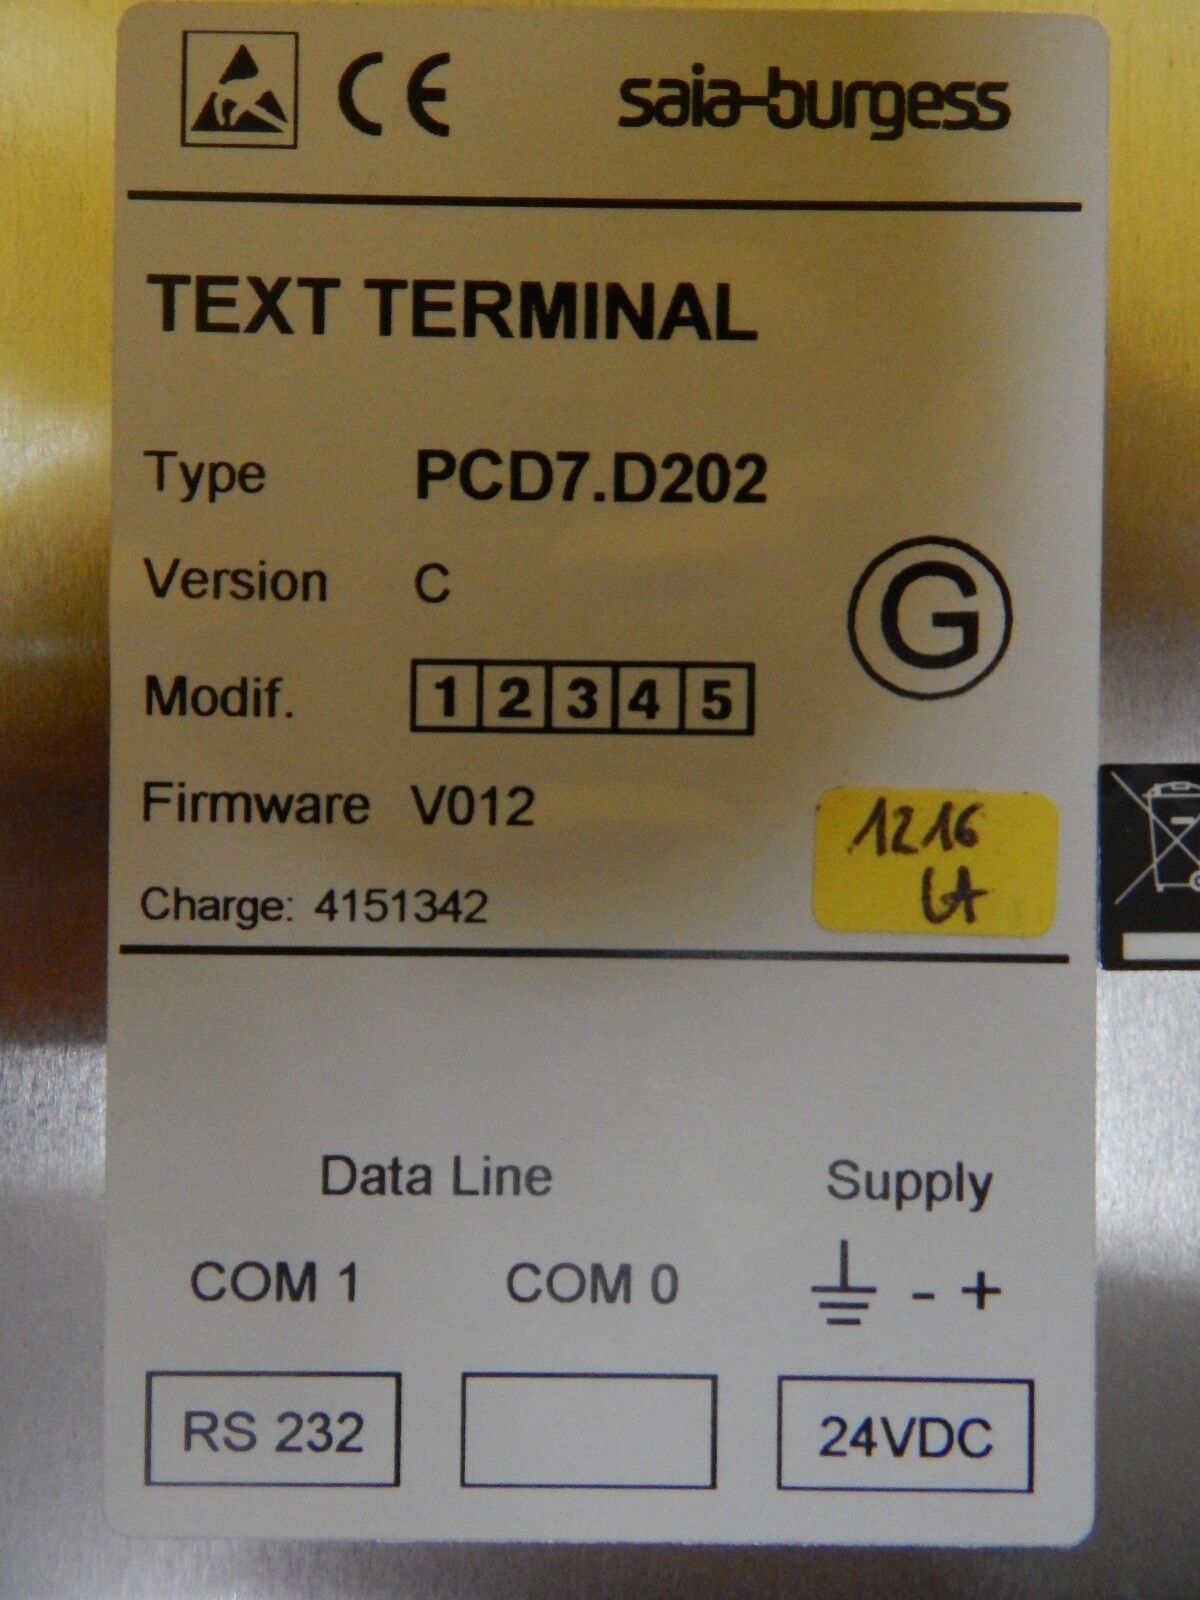 CE saia-burgess
TEXT TERMINAL
Type PCD7.D202
Version C
G
Modif. 1 2 3 4 5
Firmware V012
1216
Charge: 4151342
Data Line Supply
COM 1 COM 0 - +
RS 232 24VDC